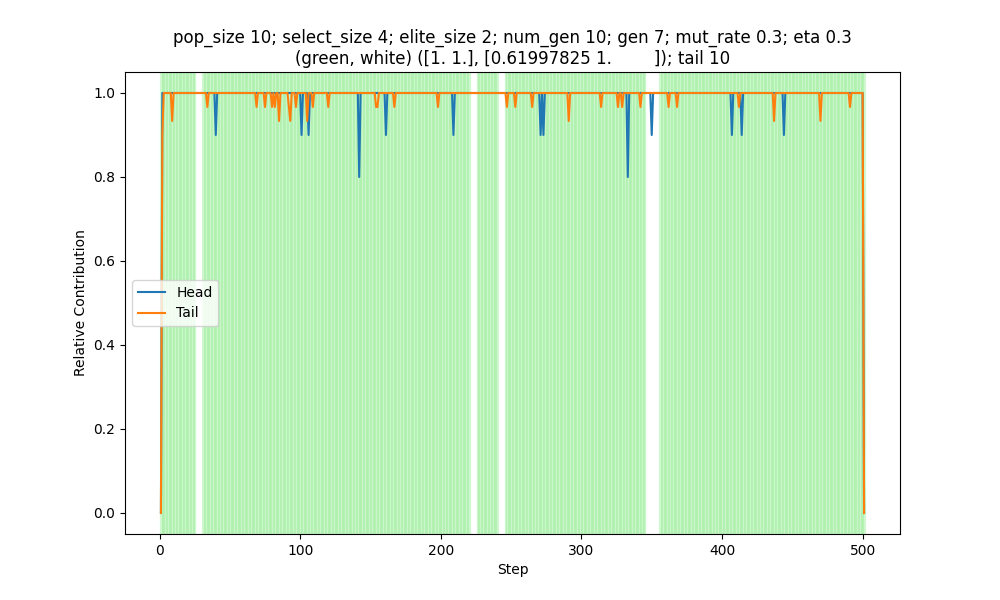 pop_size 10; select_size 4; elite_size 2; num_gen 10; gen 7; mut_rate 0.3; eta 0.3
(green, white) ([1. 1.], [0.61997825 1.         ]); tail 10
1.0
0.8
0.6
0.4
0.2
0.0
Relative Contribution
Head
Tail
0
100
200
300
400
500
Step